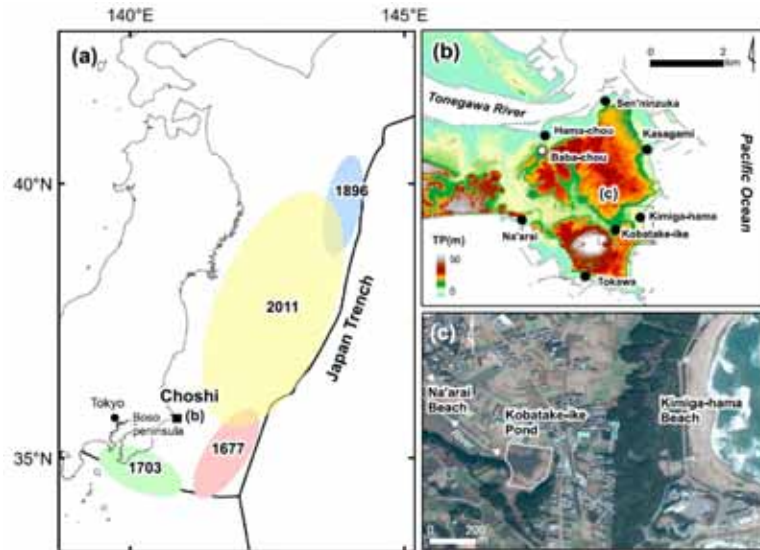 140°E
145°E
(a)
40°N
35°N
1896
2011
Japan Trench
Choshi
(b)
Tokyo
Boso
peninsula
1677
1703
(b)
0 2
km
Tonegawa River
Sen'ninzuka
Hama-chou
Kasagami
Baba-chou
(c)
Pacific Ocean
Kimiga-hama
Kobatake-ike
Na'arai
Tokawa
TP(m)
50
0
(c)
Na'arai
Beach
Kobatake-ike
Pond
Kimiga-hama
Beach
0 200